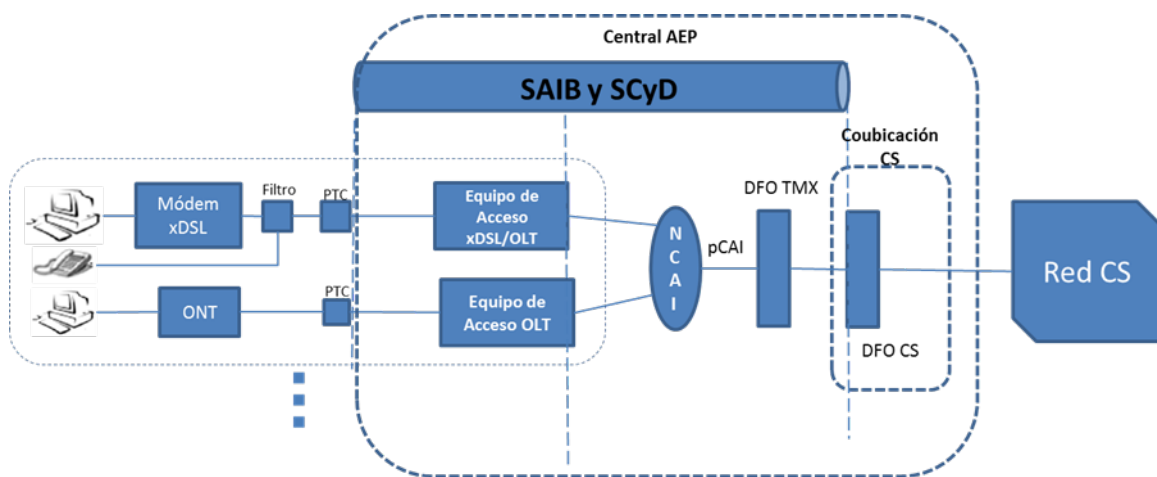 Central AEP
SAIB y SCyD
Coubicación
CS
DFO TMX
Filtro
PTC
Módem
xDSL
Equipo de
Acceso
xDSL/OLT
NCAI
pCAI
Red CS
PTC
ONT
Equipo de
Acceso OLT
DFO CS